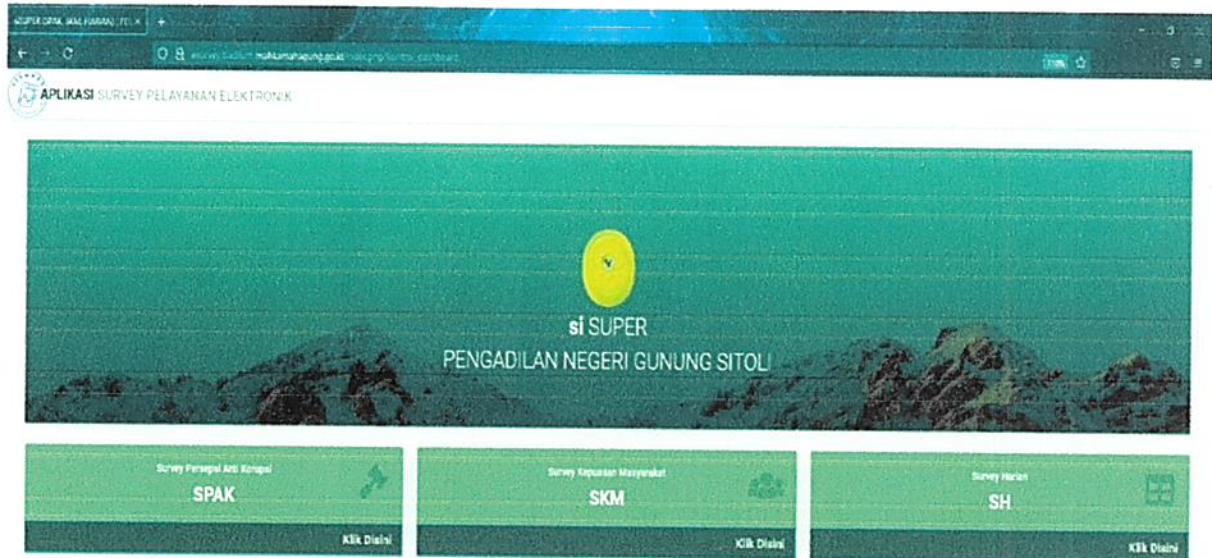 APLIKASI SURVEY PELAYANAN ELEKTRONIK
si SUPER
PENGADILAN NEGERI GUNUNG SITOLI
Survey Persepsi Anti Korupsi
SPAK
Klik Disini
Survey Kepuasan Masyarakat
SKM
Klik Disini
Survey Harian
SH
Klik Disini